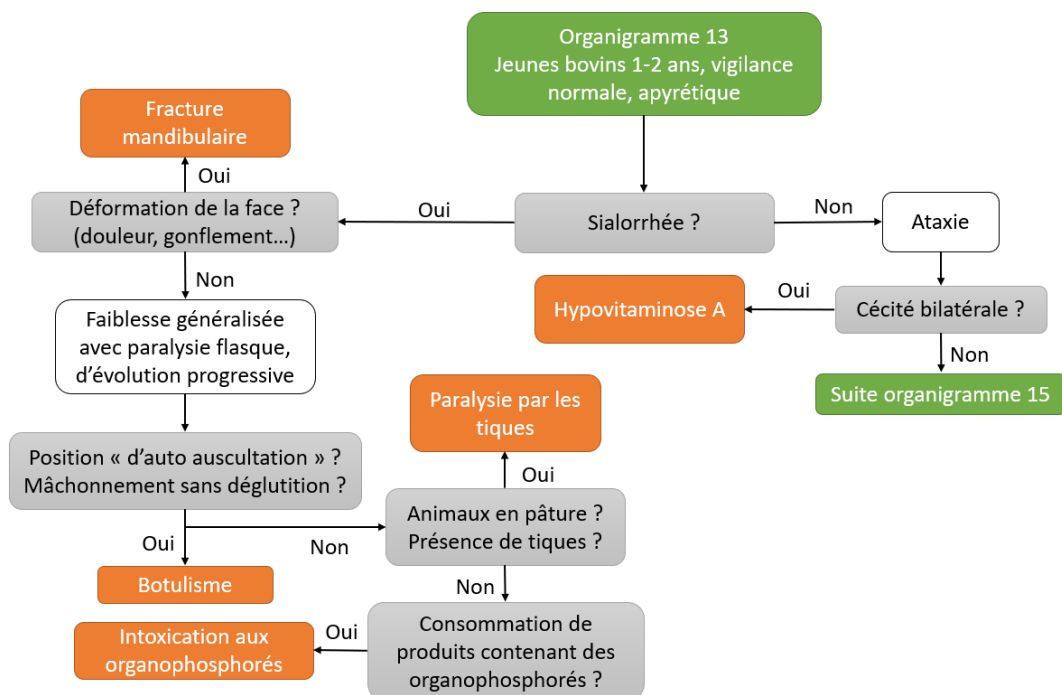 Organigramme 13
Jeunes bovins 1-2 ans, vigilance
normale, apyrétique
Fracture
mandibulaire
Oui
Déformation de la face ?
(douleur, gonflement…)
Oui
Sialorrhée ?
Non
Ataxie
Non
Faiblesse généralisée
avec paralysie flasque,
d’évolution progressive
Hypovitaminose A
Oui
Cécité bilatérale ?
Non
Suite organigramme 15
Paralysie par les
tiques
Oui
Position « d’auto auscultation » ?
Mâchonnement sans déglutition ?
Oui
Non
Animaux en pâture ?
Présence de tiques ?
Botulisme
Non
Intoxication aux
organophosphorés
Oui
Consommation de
produits contenant des
organophosphorés ?